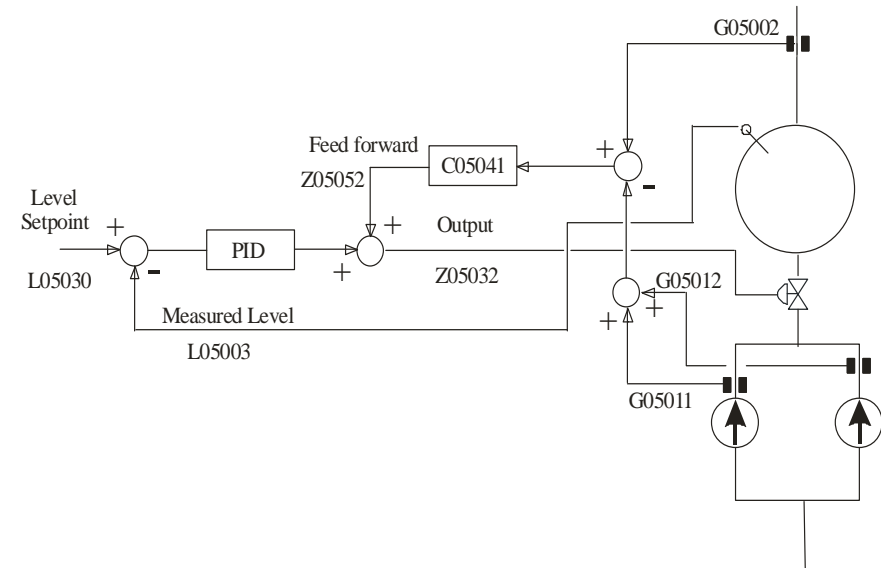 G05002
Feed forward
C05041
Z05052
Level
Setpoint
+
+
-
+
Output
L05030
-
PID
+
Z05032
G05012
+
+
Measured Level
L05003
G05011